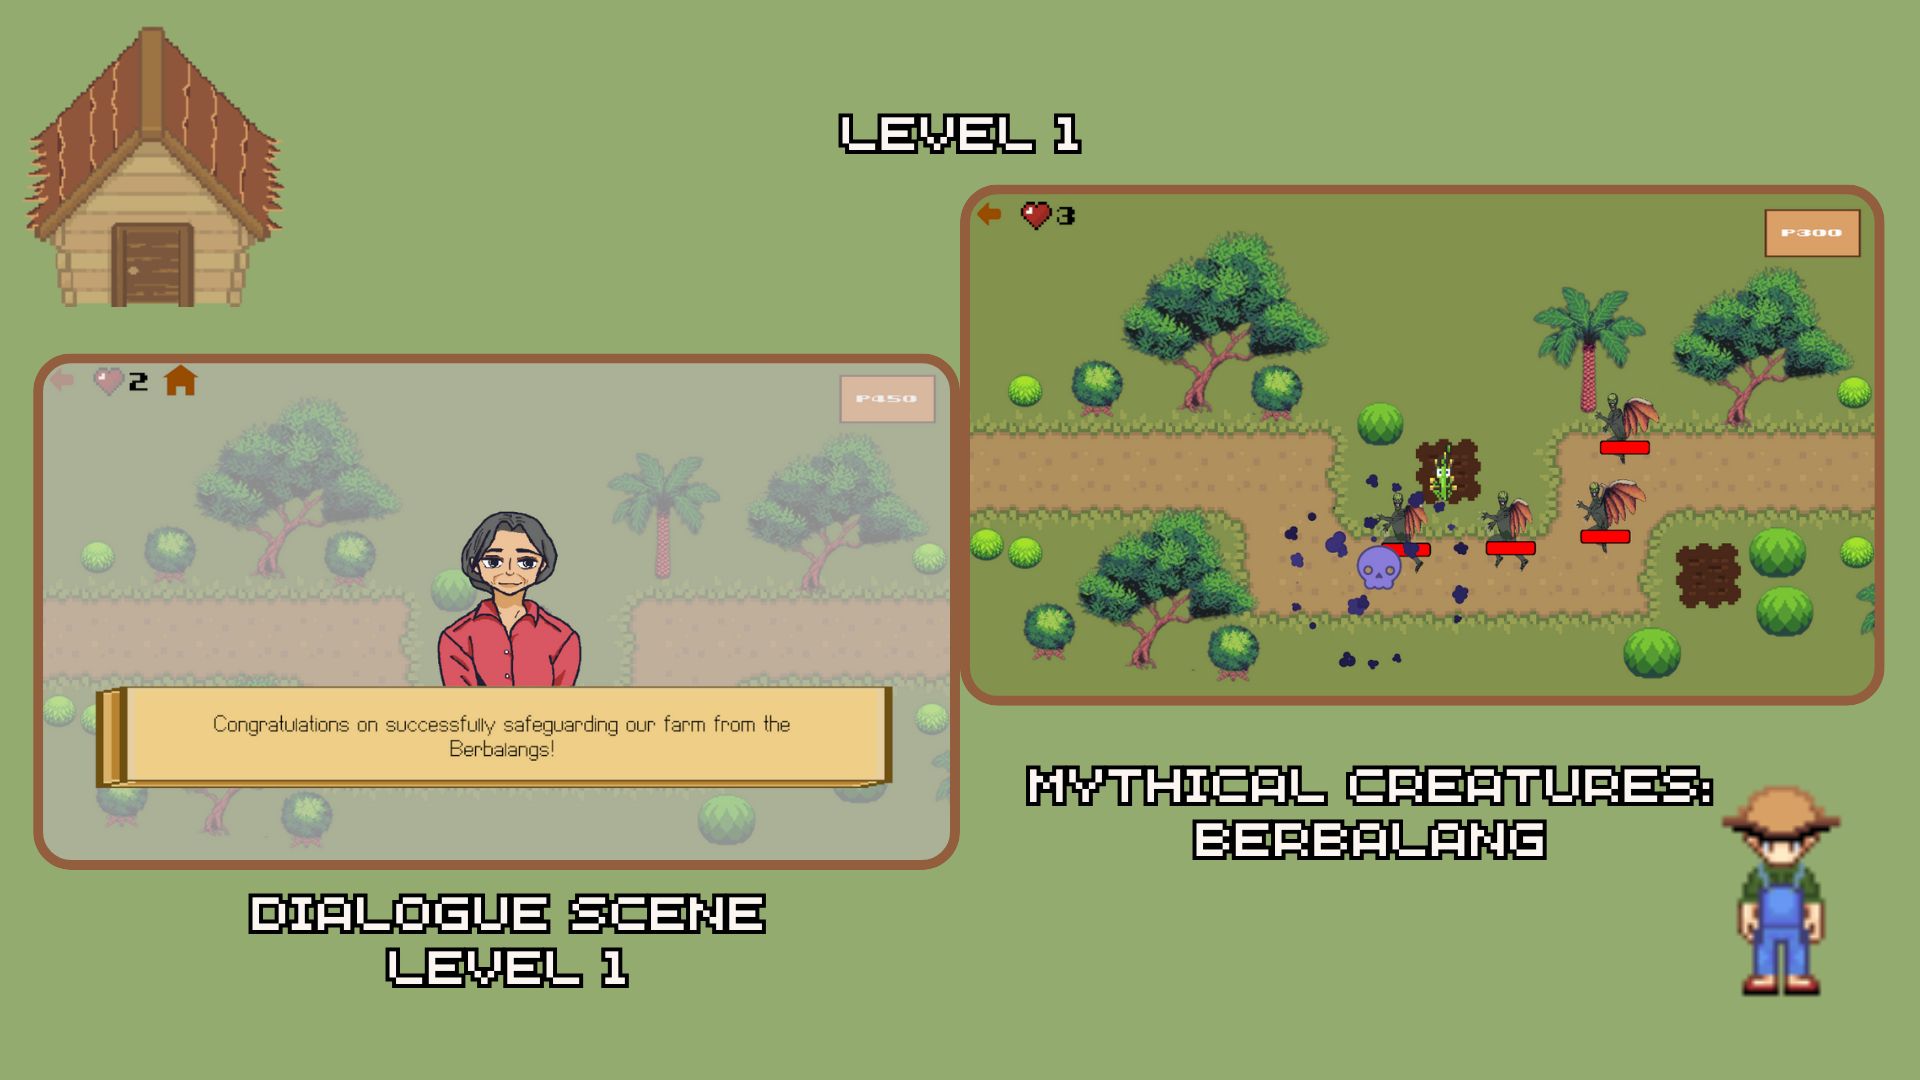 LEVEL 1
3
P300
2
P450
Congratulations on successfully safeguarding our farm from the
Berbalangs!
MYTHICAL CREATURES:
BERBALANG
DIALOGUE SCENE
LEVEL 1